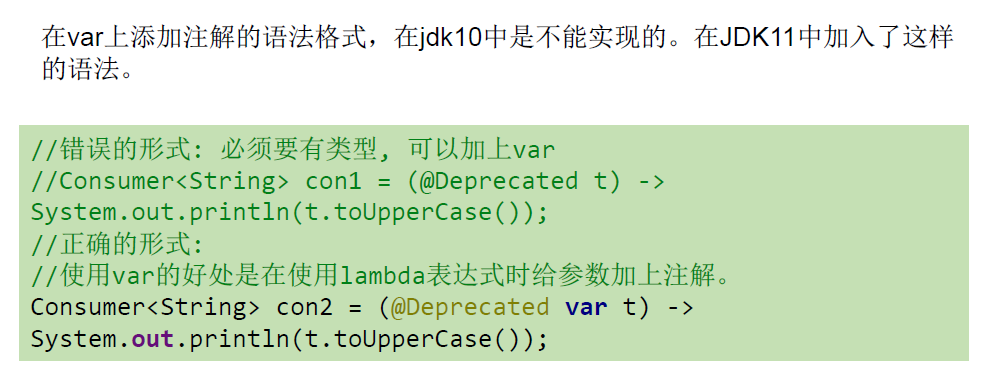 在var上添加注解的语法格式，在jdk10中是不能实现的。在JDK11中加入了这样
的语法。
//错误的形式: 必须要有类型, 可以加上var
//Consumer<String> con1 = (@Deprecated t) ->
System.out.println(t.toUpperCase());
//正确的形式:
//使用var的好处是在使用lambda表达式时给参数加上注解。
Consumer<String> con2 = (@Deprecated var t) ->
System.out.println(t.toUpperCase());